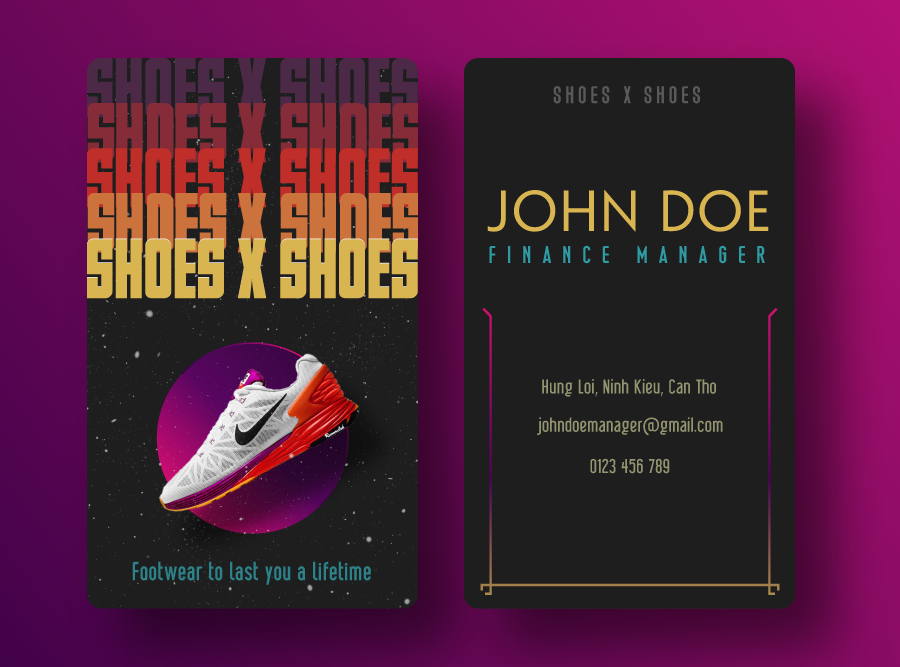 SHOES X SHOES
SHOES X SHOES
SHOES X SHOES
SHOES X SHOES
SHOES X SHOES
Footwear to last you a lifetime
SHOES X SHOES
JOHN DOE
FINANCE MANAGER
Hung Loi, Ninh Kieu, Can Tho
johndoemanager@gmail.com
0123 456 789